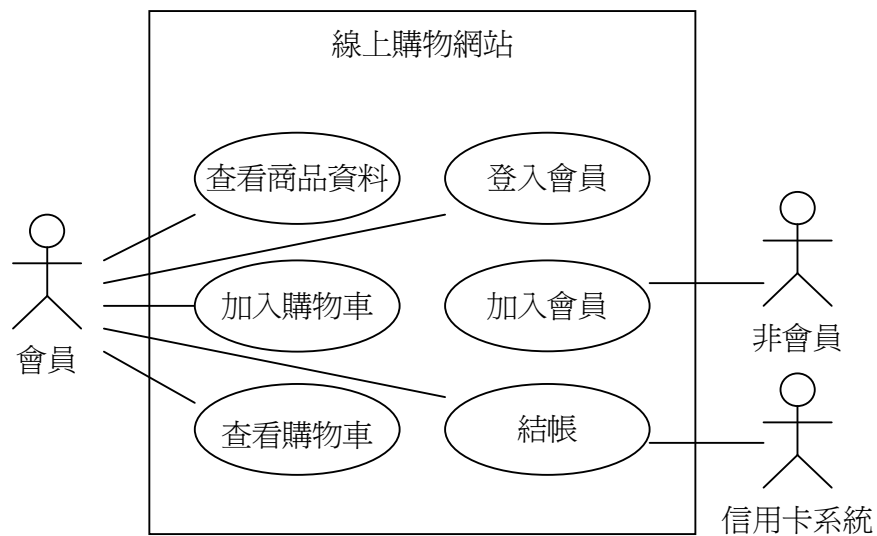 線上購物網站
查看商品資料
登入會員
加入購物車
加入會員
查看購物車
結帳
會員
非會員
信用卡系統